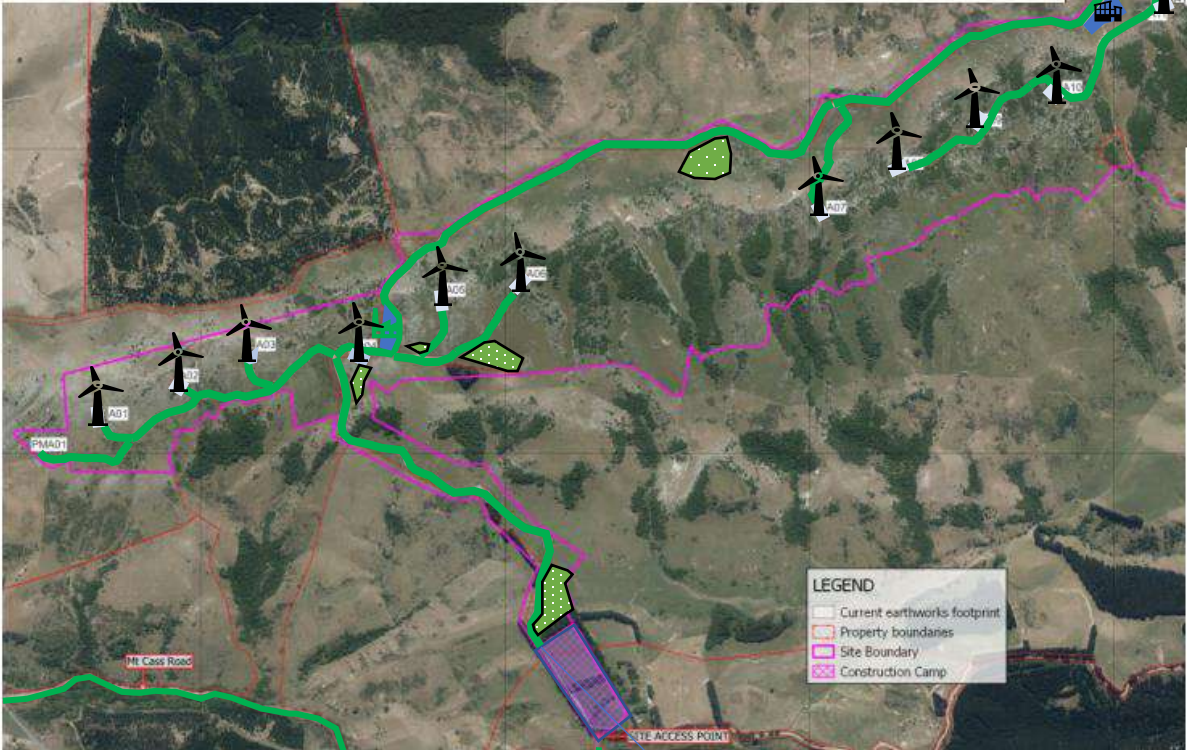 A10
A07
A06
A05
A03
A02
A01
PMA01
LEGEND
Current earthworks footprint
Property boundaries
Site Boundary
Construction Camp
Mt Cass Road
SITE ACCESS POINT